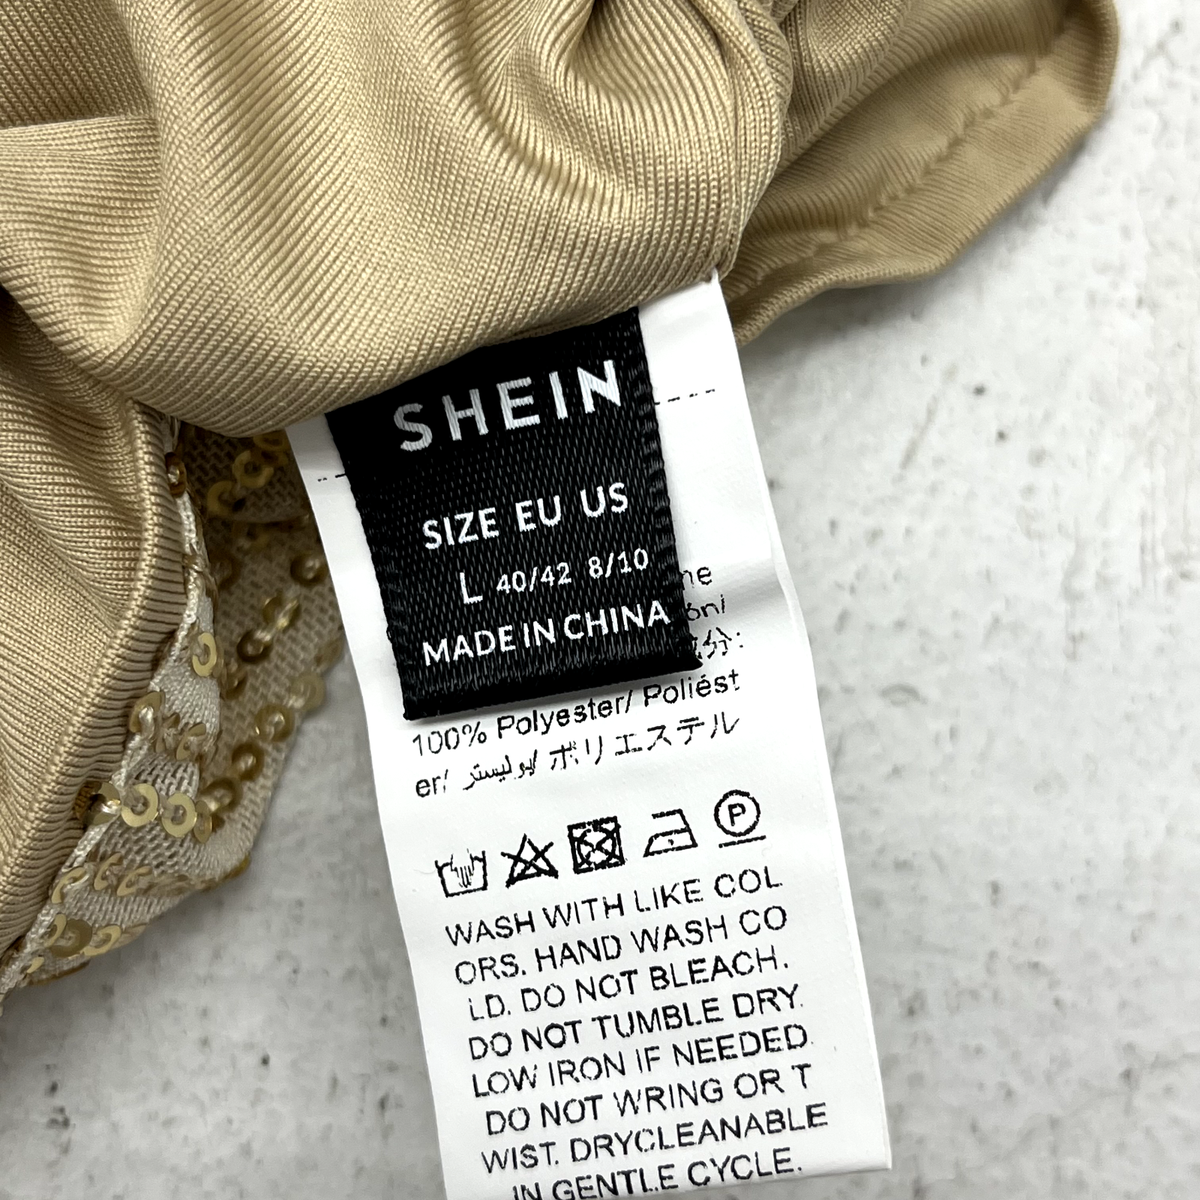 SHEIN
SIZE EU US
L 40/42 8/10
MADE IN CHINA
100% Polyester/ Poliést
er/ بوليستر/ ポリエステル
P
WASH WITH LIKE COL
ORS. HAND WASH CO
LD. DO NOT BLEACH.
DO NOT TUMBLE DRY.
LOW IRON IF NEEDED.
DO NOT WRING OR T
WIST. DRYCLEANABLE
IN GENTLE CYCLE.